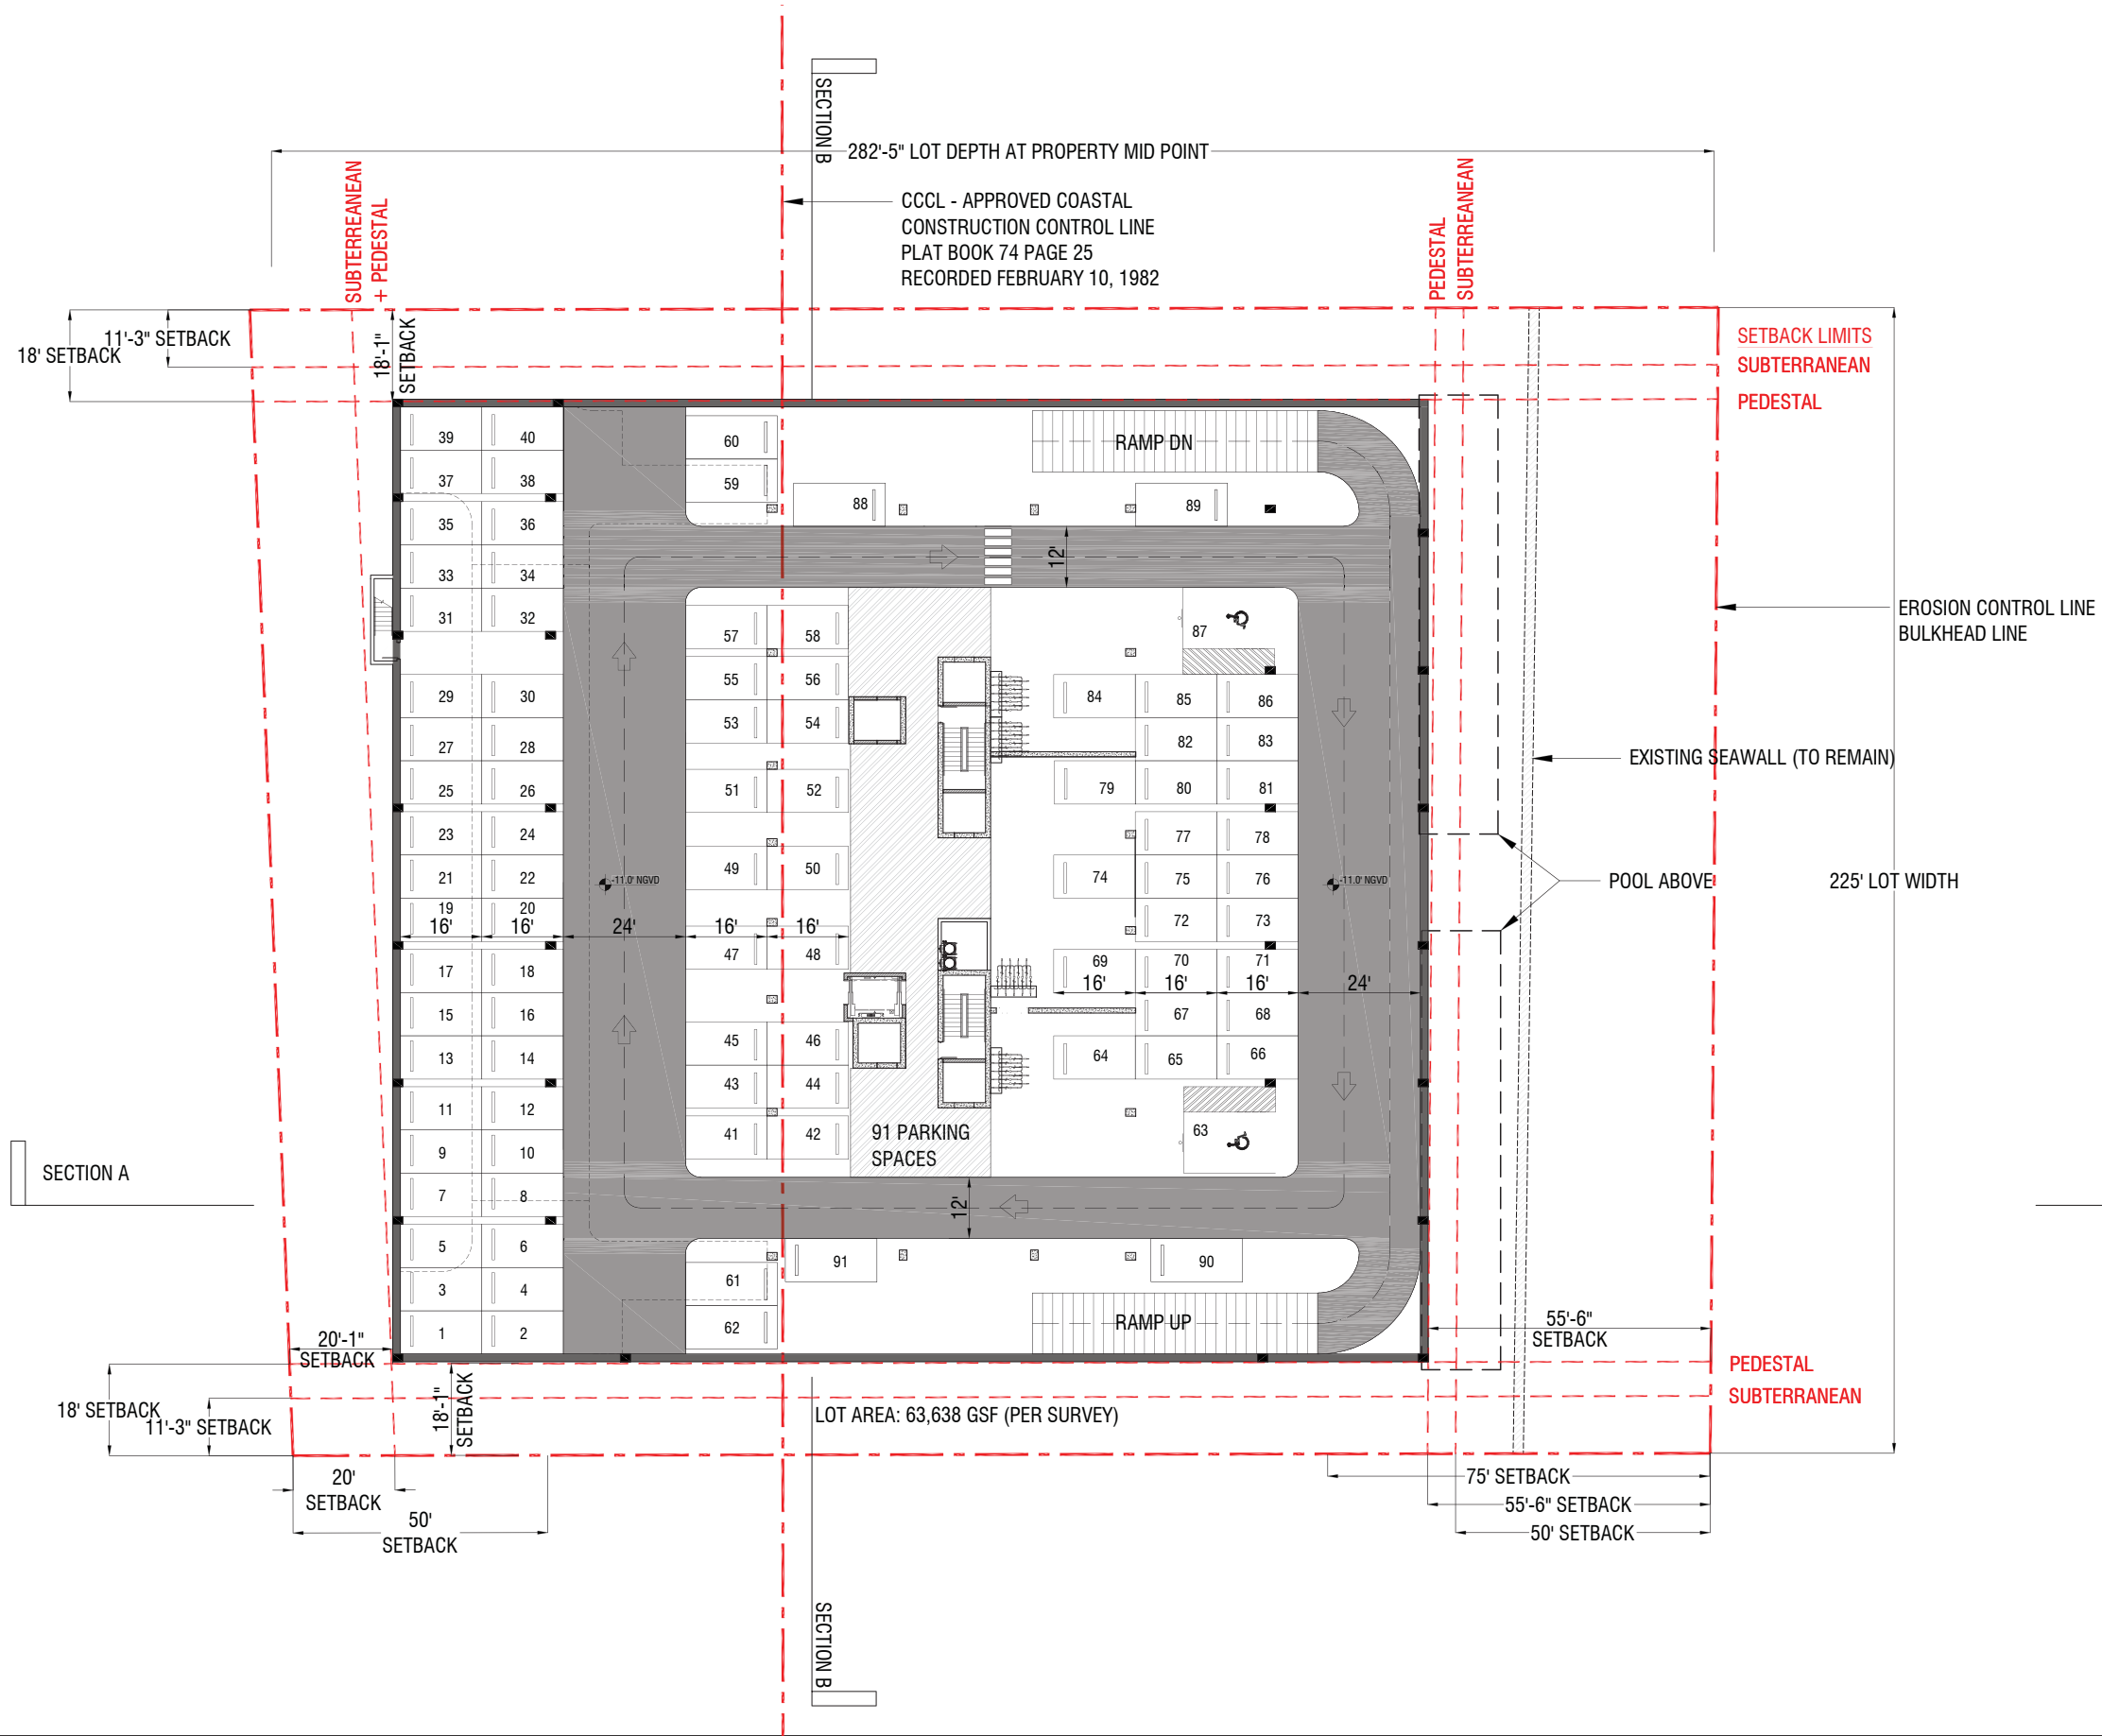 SECTION B
282'-5" LOT DEPTH AT PROPERTY MID POINT
CCCL - APPROVED COASTAL
CONSTRUCTION CONTROL LINE
PLAT BOOK 74 PAGE 25
RECORDED FEBRUARY 10, 1982
SUBTERREANEAN
+ PEDESTAL
PEDESTAL
SUBTERREANEAN
11'-3" SETBACK
18' SETBACK
18'-1"
SETBACK
SETBACK LIMITS
SUBTERRANEAN
PEDESTAL
39 40 60 RAMP DN
37 38 59
88 89
35 36
12'
33 34
31 32 57 58 87
EROSION CONTROL LINE
BULKHEAD LINE
29 30 55 56 84 85 86
27 28 53 54 82 83
EXISTING SEAWALL (TO REMAIN)
25 26 51 52 79 80 81
23 24 77 78
21 22 49 50 74 75 76
-11.0' NGVD
-11.0' NGVD
POOL ABOVE
225' LOT WIDTH
19 20 72 73
16' 16' 24' 16' 16'
47 48 69 70 71
17 18
16' 16' 16' 24'
15 16 67 68
13 14 45 46 64 65 66
43 44
11 12 41 42 63
91 PARKING
SPACES
9 10
SECTION A
7 8
12'
5 6 91 90
3 4 61
1 2 62 RAMP UP
20'-1"
SETBACK
55'-6"
SETBACK
PEDESTAL
SUBTERRANEAN
18' SETBACK
11'-3" SETBACK
18'-1"
SETBACK
LOT AREA: 63,638 GSF (PER SURVEY)
20'
SETBACK
50'
SETBACK
75' SETBACK
55'-6" SETBACK
50' SETBACK
SECTION B